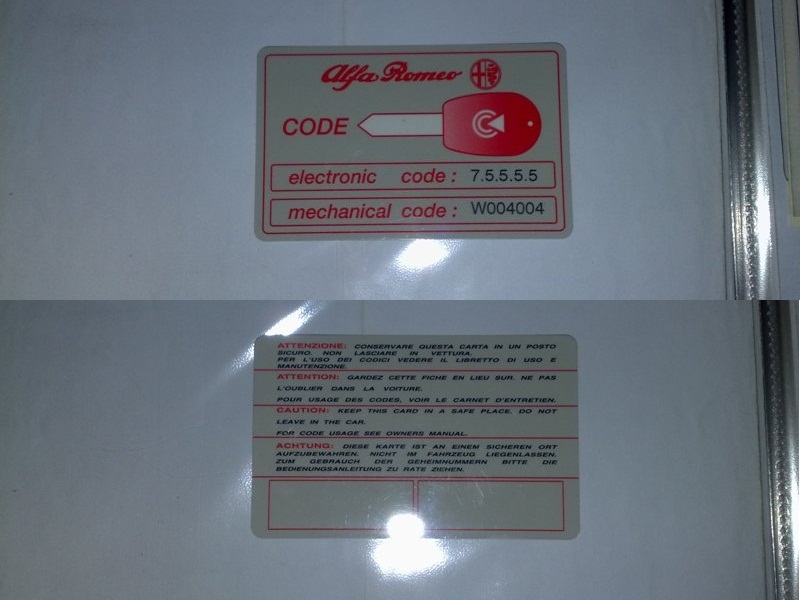 Alfa Romeo
CODE
electronic code: 7.5.5.5.5
mechanical code: W004004
ATTENZIONE: CONSERVARE QUESTA CARTA IN UN POSTO
SICURO. NON LASCIARE IN VETTURA.
PER L'USO DEI CODICI VEDERE IL LIBRETTO DI USO E
MANUTENZIONE.
ATTENTION: GARDEZ CETTE FICHE EN LIEU SUR. NE PAS
L'OUBLIER DANS LA VOITURE.
POUR USAGE DES CODES, VOIR LE CARNET D'ENTRETIEN.
CAUTION: KEEP THIS CARD IN A SAFE PLACE. DO NOT
LEAVE IN THE CAR.
FOR CODE USAGE SEE OWNERS MANUAL.
ACHTUNG: DIESE KARTE IST AN EINEM SICHEREN ORT
AUFZUBEWAHREN. NICHT IM FAHRZEUG LIEGENLASSEN.
ZUM GEBRAUCH DER GEHEIMNUMMERN BITTE DIE
BEDIENUNGSANLEITUNG ZU RATE ZIEHEN.